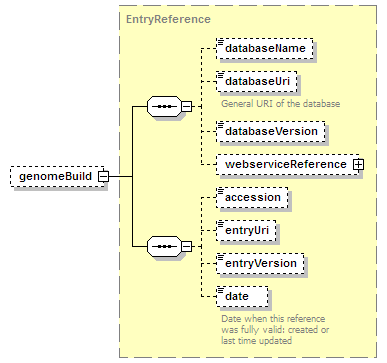 EntryReference
databaseName
databaseUri
General URI of the database
databaseVersion
webserviceReference
genomeBuild
accession
entryUri
entryVersion
date
Date when this reference
was fully valid: created or
last time updated